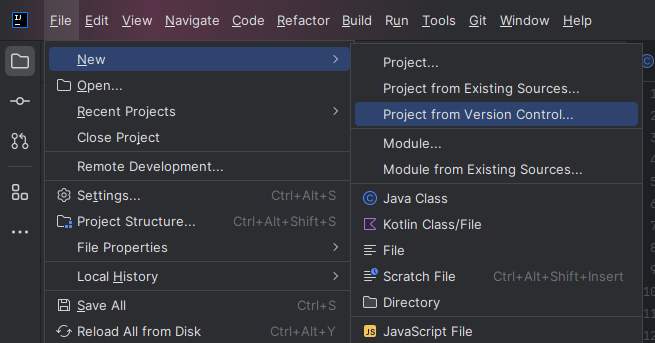 IJ
File Edit View Navigate Code Refactor Build Run Tools Git Window Help
New
Open...
Recent Projects
Close Project
Remote Development...
Settings... Ctrl+Alt+S
Project Structure... Ctrl+Alt+Shift+S
File Properties
Local History
Save All Ctrl+S
Reload All from Disk Ctrl+Alt+Y
Project...
Project from Existing Sources...
Project from Version Control...
Module...
Module from Existing Sources...
C Java Class
Kotlin Class/File
File
Scratch File Ctrl+Alt+Shift+Insert
Directory
JS JavaScript File
C